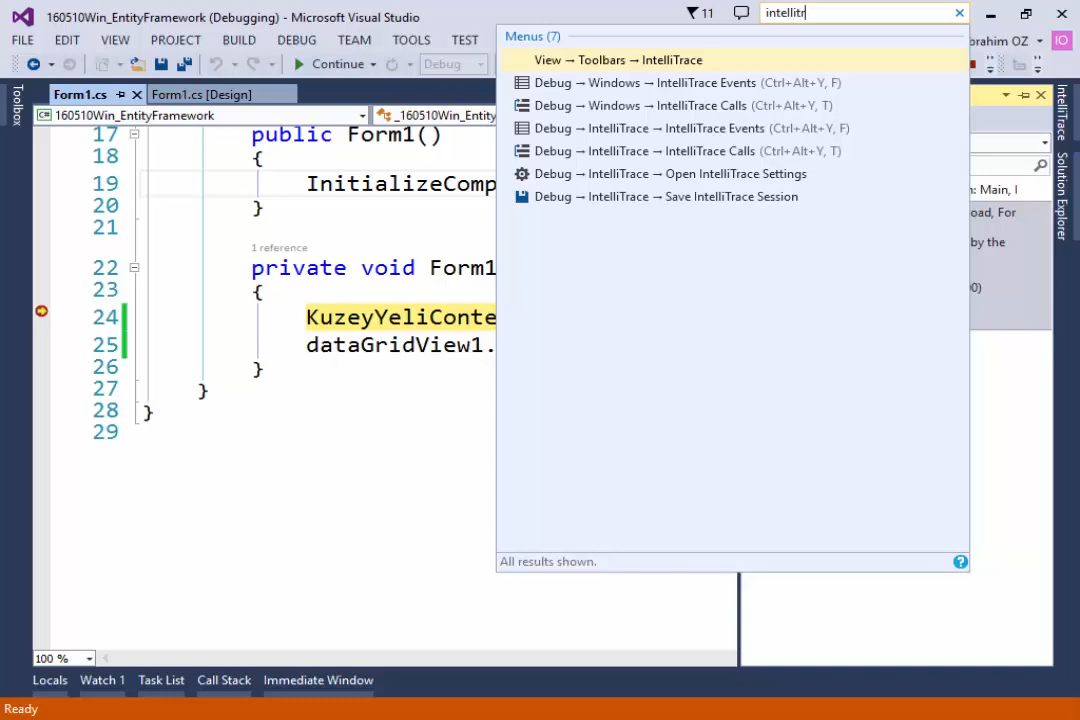 160510Win_EntityFramework (Debugging) - Microsoft Visual Studio
11
intellitr
FILE EDIT VIEW PROJECT BUILD DEBUG TEAM TOOLS TEST
brahim OZ
IO
Continue
Debug
Menus (7)
View → Toolbars → IntelliTrace
Debug → Windows → IntelliTrace Events (Ctrl+Alt+Y, F)
Debug → Windows → IntelliTrace Calls (Ctrl+Alt+Y, T)
Debug → IntelliTrace → IntelliTrace Events (Ctrl+Alt+Y, F)
Debug → IntelliTrace → IntelliTrace Calls (Ctrl+Alt+Y, T)
Debug → IntelliTrace → Open IntelliTrace Settings
Debug → IntelliTrace → Save IntelliTrace Session
All results shown.
Toolbox
Form1.cs
Form1.cs [Design]
160510Win_EntityFramework
_160510Win_Entity
17 public Form1()
18 {
19 InitializeComp
20 }
21
1 reference
22 private void Form1
23 {
24 KuzeyYeliConte
25 dataGridView1.
26 }
27 }
28 }
29
n: Main, I
oad, For
by the
0)
IntelliTrace
Solution Explorer
100 %
Locals Watch 1 Task List Call Stack Immediate Window
Ready